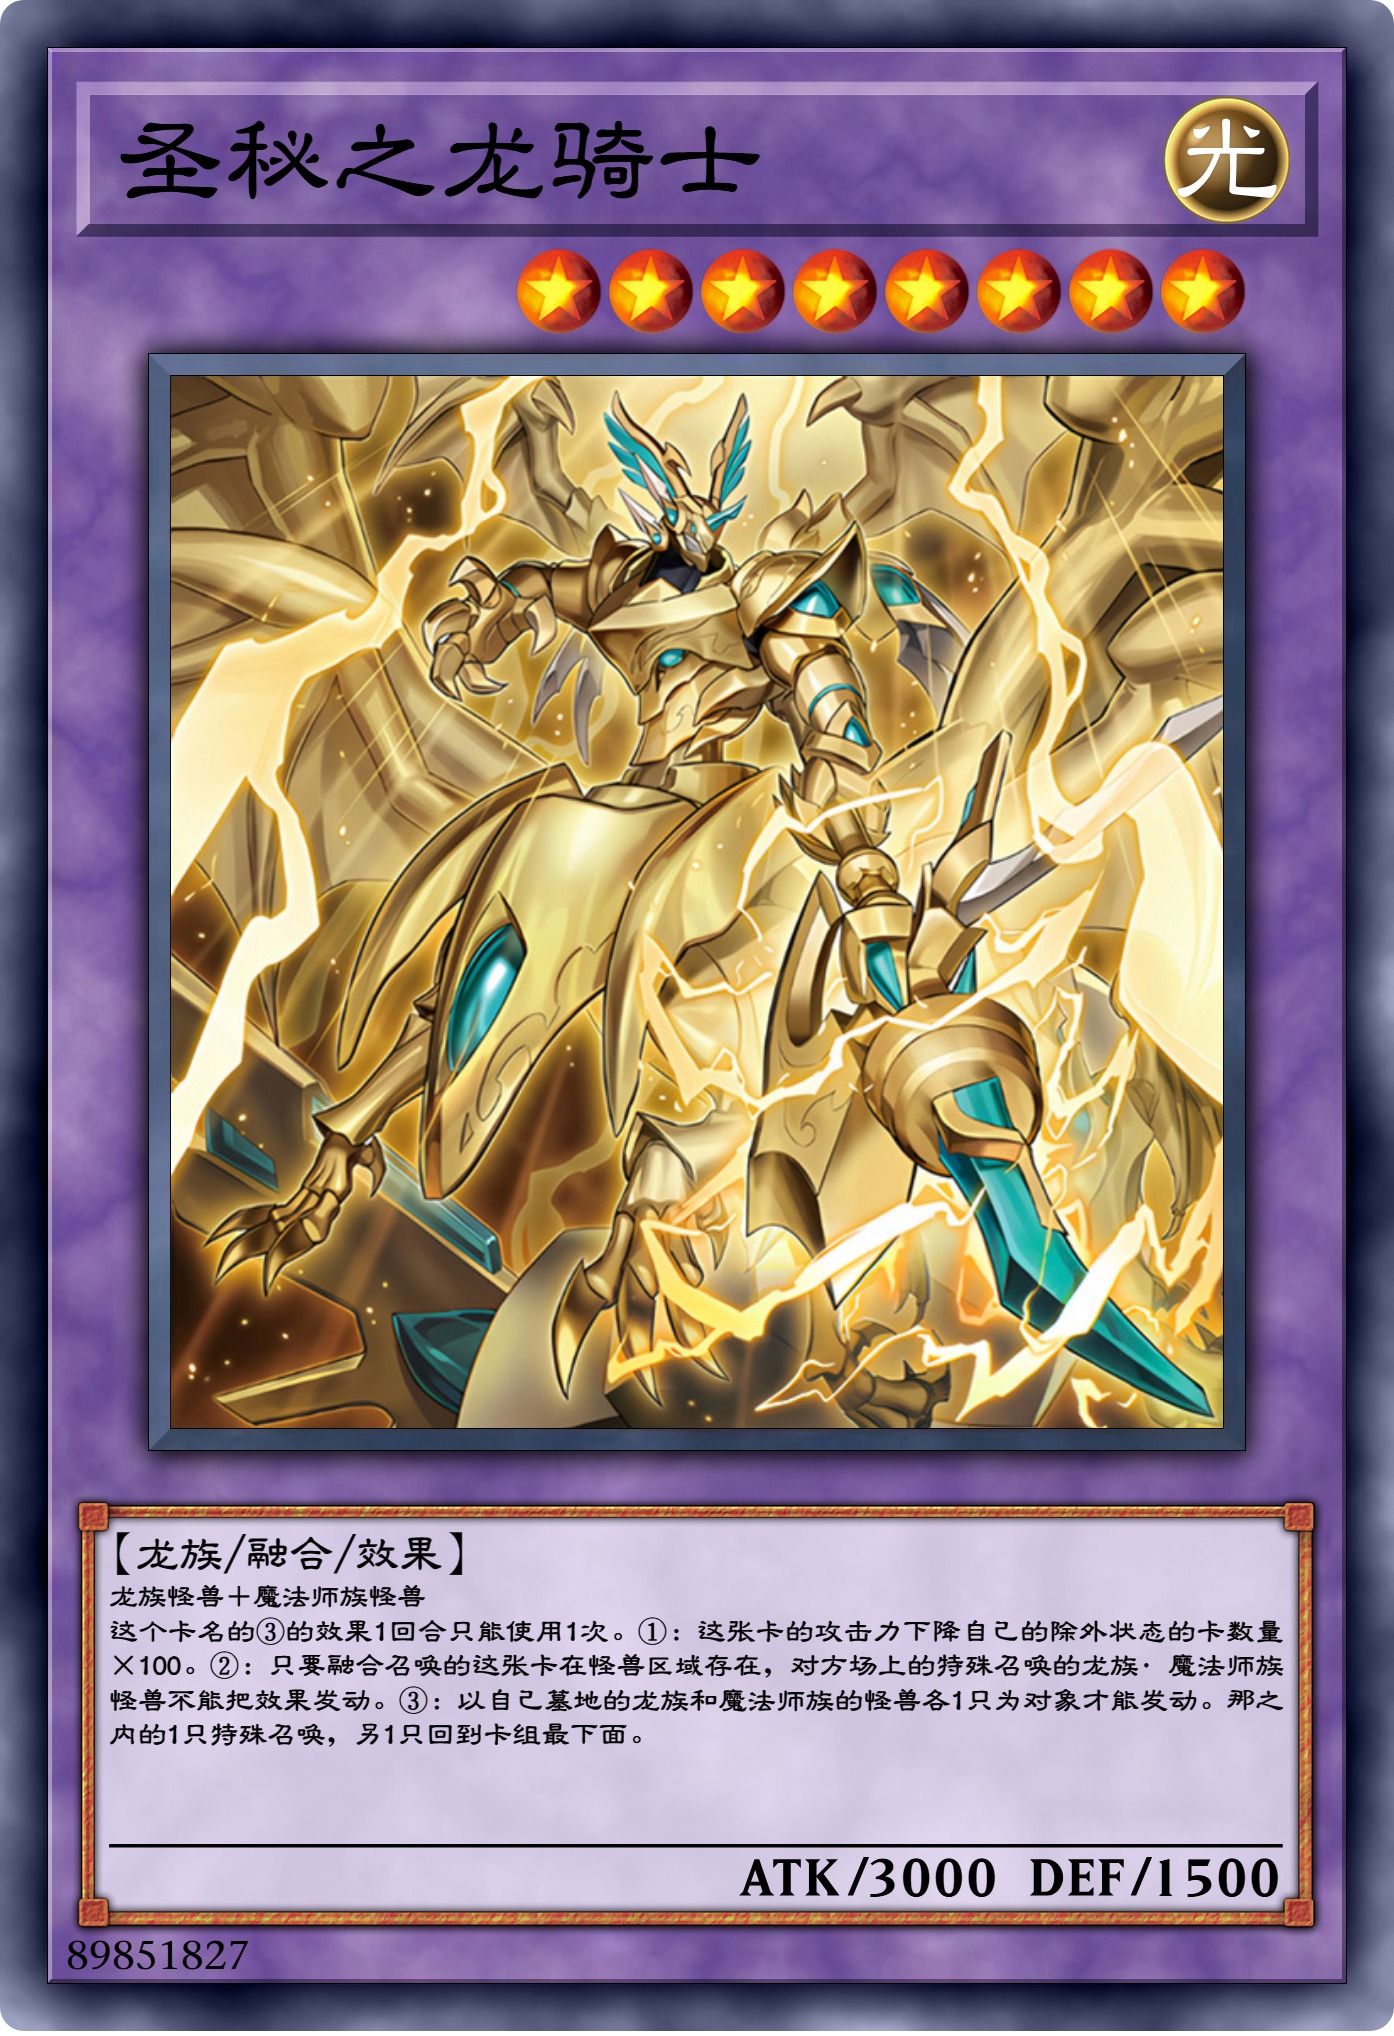 圣秘之龙骑士
光
【龙族/融合/效果】
龙族怪兽＋魔法师族怪兽
这个卡名的③的效果1回合只能使用1次。①：这张卡的攻击力下降自己的除外状态的卡数量
×100。②：只要融合召唤的这张卡在怪兽区域存在，对方场上的特殊召唤的龙族·魔法师族
怪兽不能把效果发动。③：以自己墓地的龙族和魔法师族的怪兽各1只为对象才能发动。那之
内的1只特殊召唤，另1只回到卡组最下面。
ATK/3000 DEF/1500
89851827